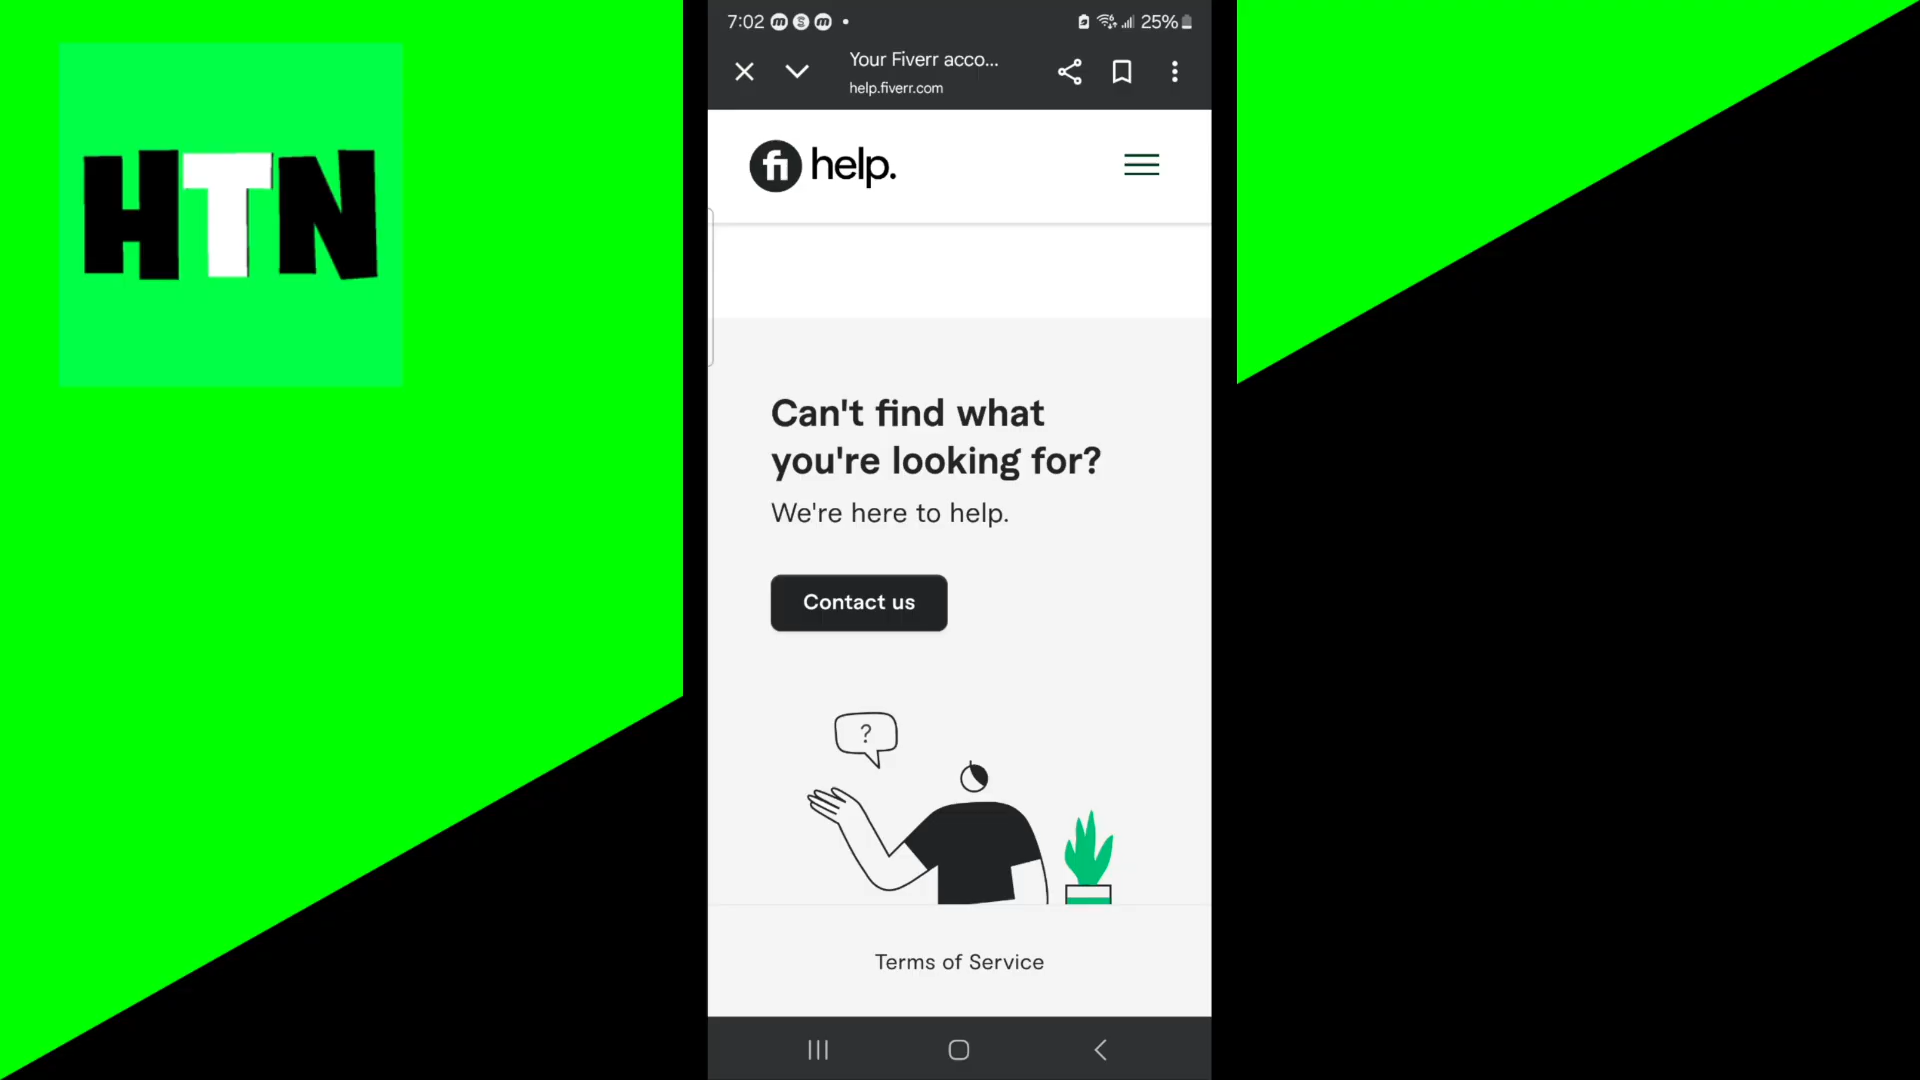 HTN
7:02
25%
Your Fiverr acco...
help.fiverr.com
fi help.
Can't find what
you're looking for?
We're here to help.
Contact us
?
Terms of Service